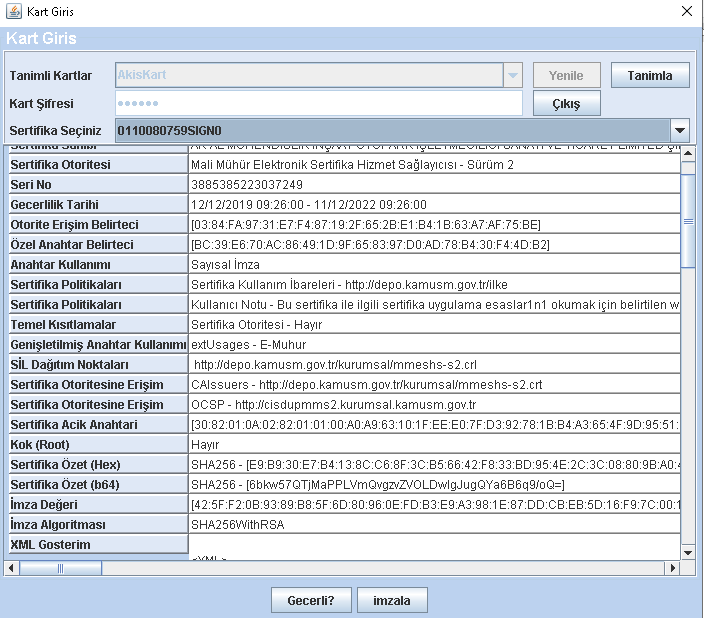 Kart Giris
Kart Giris
Tanimli Kartlar AkisKart Yenile Tanimla
Kart Şifresi ●●●●●● Çıkış
Sertifika Seçiniz 0110080759SIGN0
Sertifika Sahibi
Sertifika Otoritesi Mali Mühür Elektronik Sertifika Hizmet Sağlayıcısı - Sürüm 2
Seri No 3885385223037249
Gecerlilik Tarihi 12/12/2019 09:26:00 - 11/12/2022 09:26:00
Otorite Erişim Belirteci [03:84:FA:97:31:E7:F4:87:19:2F:65:2B:E1:B4:1B:63:A7:AF:75:BE]
Özel Anahtar Belirteci [BC:39:E6:70:AC:86:49:1D:9F:65:83:97:D0:AD:78:B4:30:F4:4D:B2]
Anahtar Kullanımı Sayısal İmza
Sertifika Politikaları Sertifika Kullanım İbareleri - http://depo.kamusm.gov.tr/ilke
Sertifika Politikaları Kullanıcı Notu - Bu sertifika ile ilgili sertifika uygulama esaslar1n1 okumak için belirtilen w
Temel Kısıtlamalar Sertifika Otoritesi - Hayır
Genişletilmiş Anahtar Kullanımı extUsages - E-Muhur
SİL Dağıtım Noktaları http://depo.kamusm.gov.tr/kurumsal/mmeshs-s2.crl
Sertifika Otoritesine Erişim CAIssuers - http://depo.kamusm.gov.tr/kurumsal/mmeshs-s2.crt
Sertifika Otoritesine Erişim OCSP - http://cisdupmms2.kurumsal.kamusm.gov.tr
Sertifika Acik Anahtari [30:82:01:0A:02:82:01:01:00:A0:A9:63:10:1F:EE:E0:7F:D3:92:78:1B:B4:A3:65:4F:9D:95:51:
Kok (Root) Hayır
Sertifika Özet (Hex) SHA256 - [E9:B9:30:E7:B4:13:8C:C6:8F:3C:B5:66:42:F8:33:BD:95:4E:2C:3C:08:80:9B:A0:4
Sertifika Özet (b64) SHA256 - [6bkw57QTjMaPPLVmQvgzvZVOLDwIgJugQYa6B6q9/oQ=]
İmza Değeri [42:5F:F2:0B:93:89:B8:5F:6D:80:96:0E:FD:B3:E9:A3:98:1E:87:DD:CB:EB:5D:16:F9:7C:00:1
İmza Algoritması SHA256WithRSA
XML Gosterim
<XML>
Gecerli? imzala